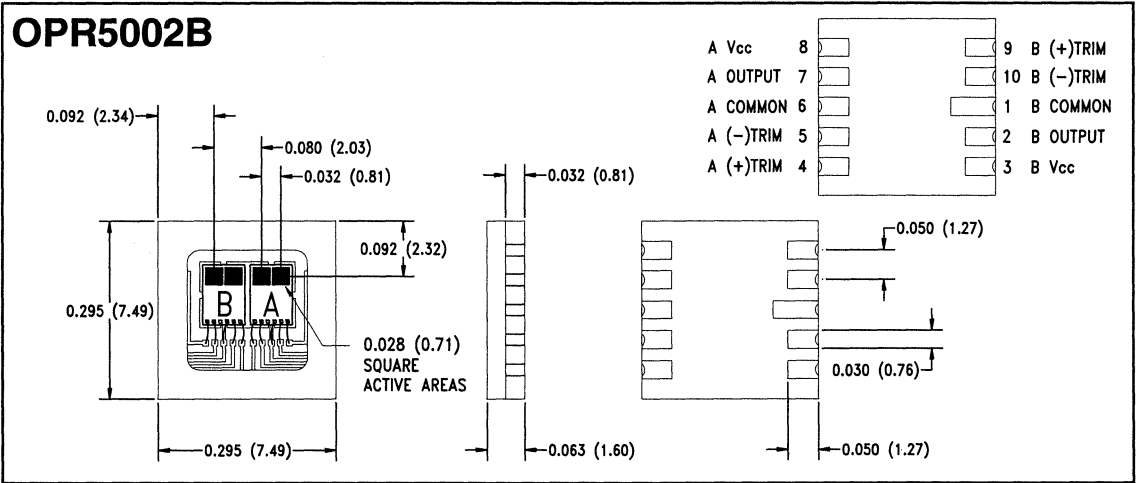 OPR5002B
A Vcc 8
A OUTPUT 7
A COMMON 6
A (-)TRIM 5
A (+)TRIM 4
9 B (+)TRIM
10 B (-)TRIM
1 B COMMON
2 B OUTPUT
3 B Vcc
0.092 (2.34)
0.080 (2.03)
0.032 (0.81)
0.032 (0.81)
0.092 (2.32)
0.050 (1.27)
0.295 (7.49)
B A
0.028 (0.71)
SQUARE
ACTIVE AREAS
0.030 (0.76)
0.295 (7.49)
0.063 (1.60)
0.050 (1.27)